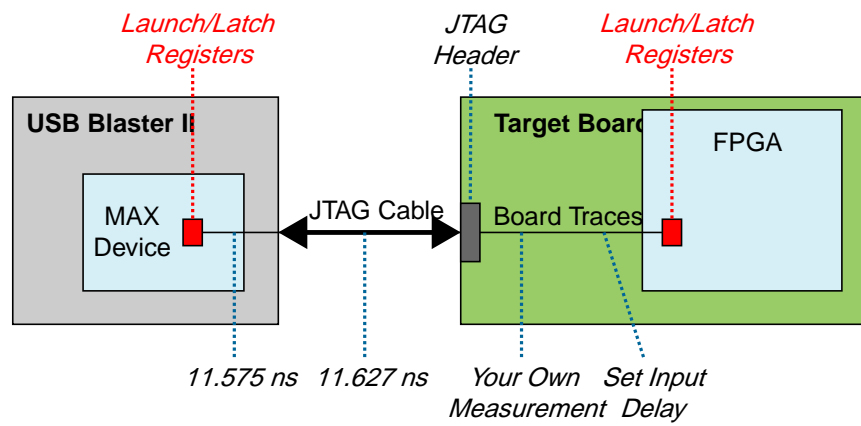 Launch/Latch
Registers
JTAG
Header
Launch/Latch
Registers
USB Blaster II
Target Board
FPGA
MAX
Device
JTAG Cable
Board Traces
11.575 ns
11.627 ns
Your Own
Measurement
Set Input
Delay